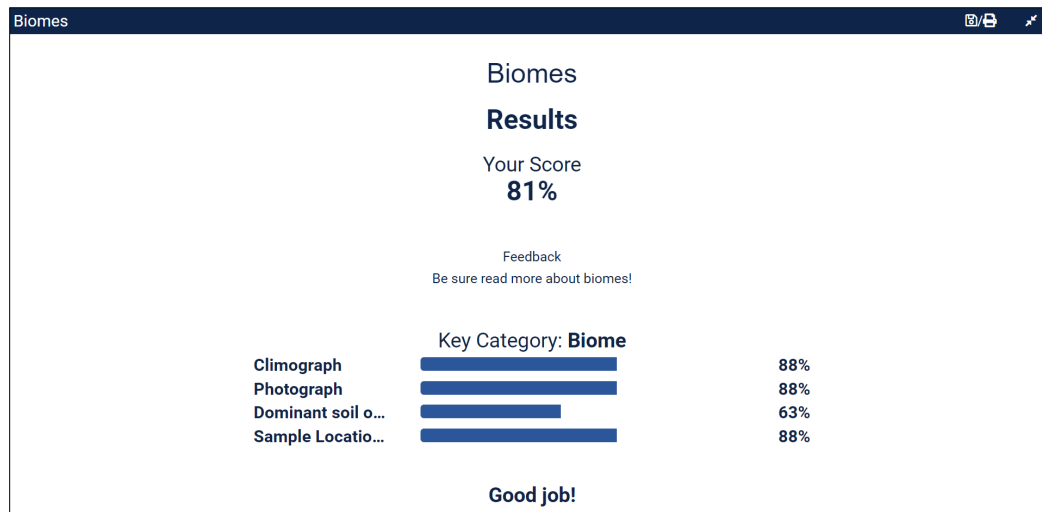 Biomes
Biomes
Results
Your Score
81%
Feedback
Be sure read more about biomes!
Key Category: Biome
Climograph 88%
Photograph 88%
Dominant soil o... 63%
Sample Locatio... 88%
Good job!